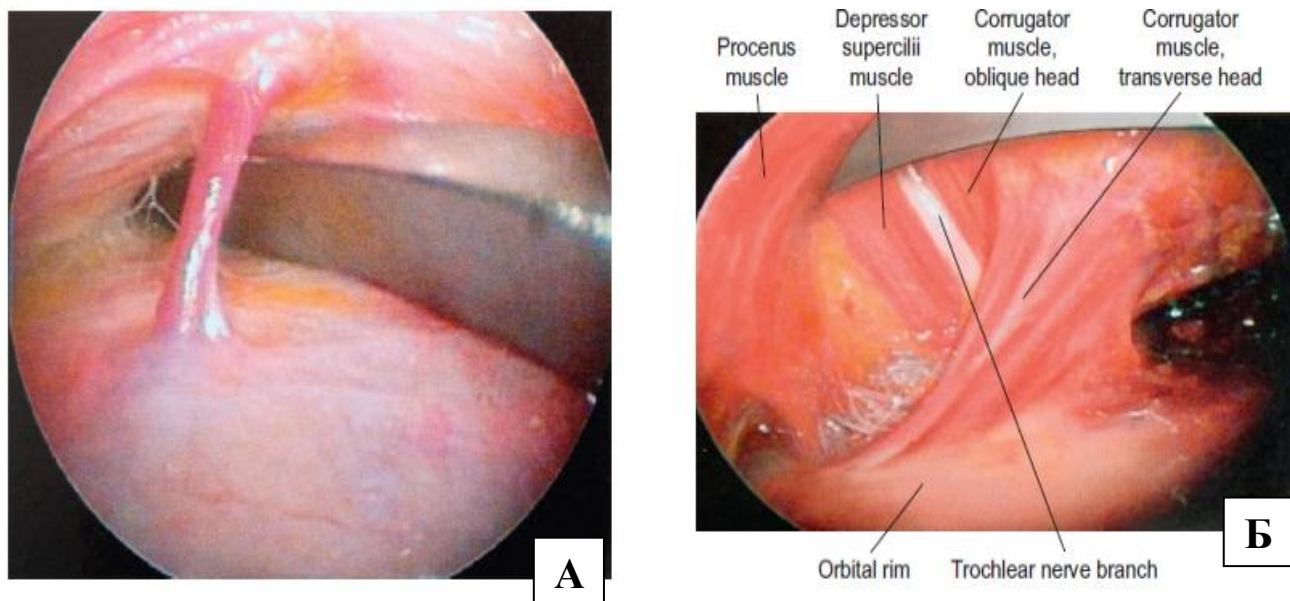 Procerus
muscle
Depressor
supercilii
muscle
Corrugator
muscle,
oblique head
Corrugator
muscle,
transverse head
А
Б
Orbital rim
Trochlear nerve branch